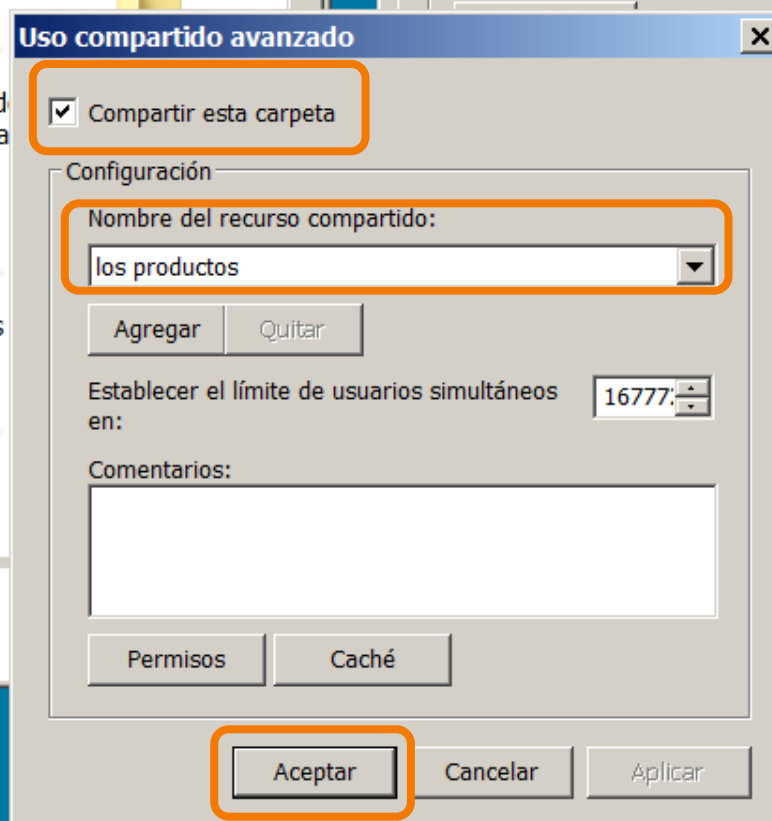 Uso compartido avanzado
Compartir esta carpeta
Configuración
Nombre del recurso compartido:
los productos
Agregar
Quitar
Establecer el límite de usuarios simultáneos
en:
16777
Comentarios:
Permisos
Caché
Aceptar
Cancelar
Aplicar